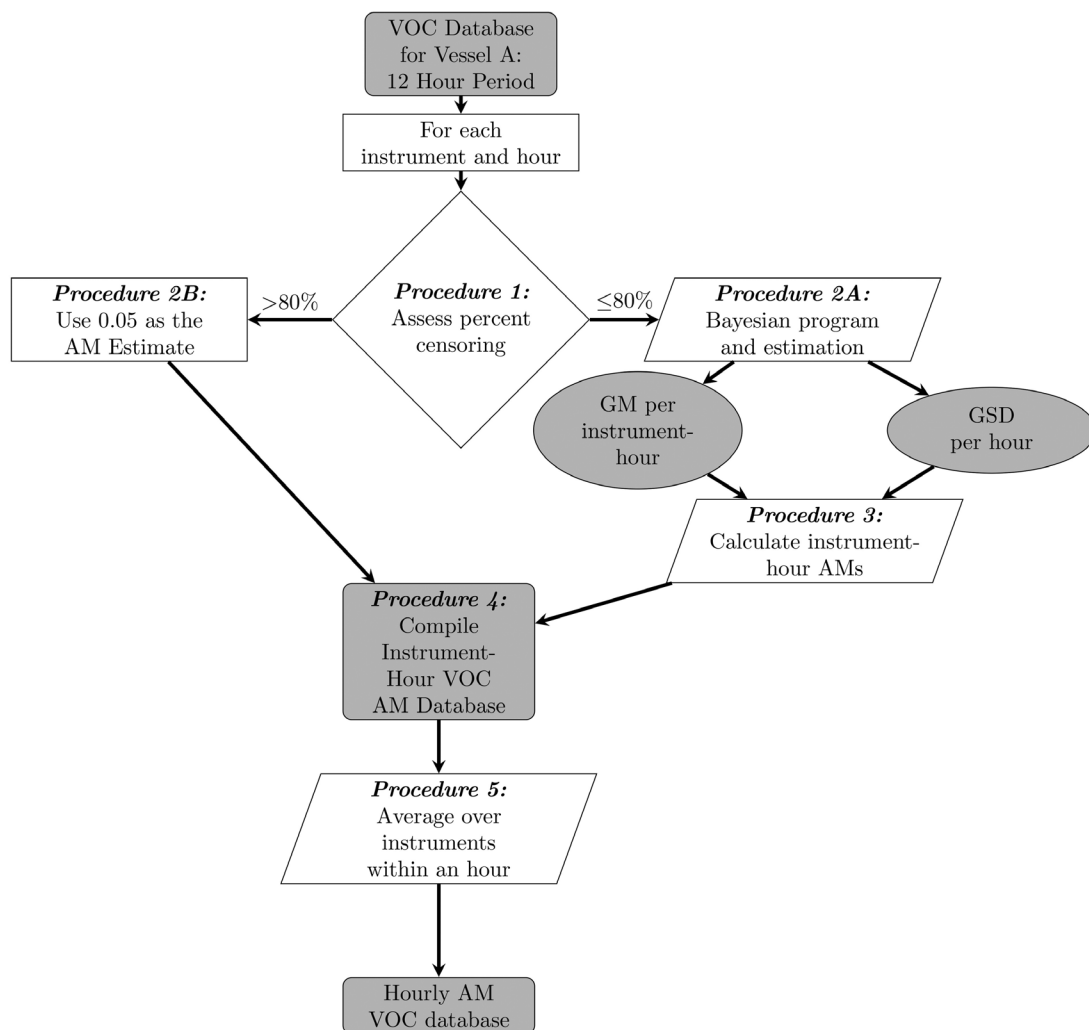 VOC Database
for Vessel A:
12 Hour Period
For each
instrument and hour
Procedure 1:
Assess percent
censoring
>80%
≤80%
Procedure 2B:
Use 0.05 as the
AM Estimate
Procedure 2A:
Bayesian program
and estimation
GM per
instrument-
hour
GSD
per hour
Procedure 3:
Calculate instrument-
hour AMs
Procedure 4:
Compile
Instrument-
Hour VOC
AM Database
Procedure 5:
Average over
instruments
within an hour
Hourly AM
VOC database